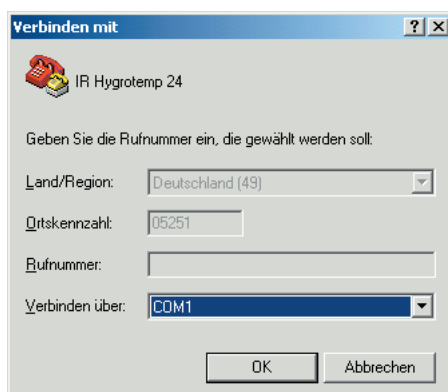 Verbinden mit
IR Hygrotemp 24
Geben Sie die Rufnummer ein, die gewählt werden soll:
Land/Region: Deutschland (49)
Ortskennzahl: 05251
Rufnummer:
Verbinden über: COM1
OK Abbrechen